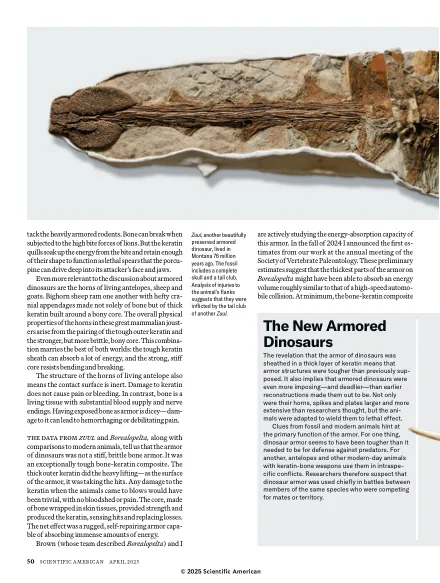 tack the heavily armored rodents. Bone can break when
subjected to the high bite forces of lions. But the keratin
quills soak up the energy from the bite and retain enough
of their shape to function as lethal spears that the porcu-
pine can drive deep into its attacker's face and jaws.
Even more relevant to the discussion about armored
dinosaurs are the horns of living antelopes, sheep and
goats. Bighorn sheep ram one another with hefty cra-
nial appendages made not solely of bone but of thick
keratin built around a bony core. The overall physical
properties of the horns in these great mammalian joust-
ers arise from the pairing of the tough outer keratin and
the stronger, but more brittle, bony core. This combina-
tion marries the best of both worlds: the tough keratin
sheath can absorb a lot of energy, and the strong, stiff
core resists bending and breaking.
The structure of the horns of living antelope also
means the contact surface is inert. Damage to keratin
does not cause pain or bleeding. In contrast, bone is a
living tissue with substantial blood supply and nerve
endings. Having exposed bone as armor is dicey—dam-
age to it can lead to hemorrhaging or debilitating pain.
THE DATA FROM ZUUL and Borealopelta, along with
comparisons to modern animals, tell us that the armor
of dinosaurs was not a stiff, brittle bone armor. It was
an exceptionally tough bone-keratin composite. The
thick outer keratin did the heavy lifting—as the surface
of the armor, it was taking the hits. Any damage to the
keratin when the animals came to blows would have
been trivial, with no bloodshed or pain. The core, made
of bone wrapped in skin tissues, provided strength and
produced the keratin, sensing hits and replacing losses.
The net effect was a rugged, self-repairing armor capa-
ble of absorbing immense amounts of energy.
Brown (whose team described Borealopelta) and I
Zuul, another beautifully
preserved armored
dinosaur, lived in
Montana 76 million
years ago. The fossil
includes a complete
skull and a tail club.
Analysis of injuries to
the animal's flanks
suggests that they were
inflicted by the tail club
of another Zuul.
are actively studying the energy-absorption capacity of
this armor. In the fall of 2024 I announced the first es-
timates from our work at the annual meeting of the
Society of Vertebrate Paleontology. These preliminary
estimates suggest that the thickest parts of the armor on
Borealopelta might have been able to absorb an energy
volume roughly similar to that of a high-speed automo-
bile collision. At minimum, the bone-keratin composite
The New Armored
Dinosaurs
The revelation that the armor of dinosaurs was
sheathed in a thick layer of keratin means that
armor structures were tougher than previously sup-
posed. It also implies that armored dinosaurs were
even more imposing—and deadlier—than earlier
reconstructions made them out to be. Not only
were their horns, spikes and plates larger and more
extensive than researchers thought, but the ani-
mals were adapted to wield them to lethal effect.
Clues from fossil and modern animals hint at
the primary function of the armor. For one thing,
dinosaur armor seems to have been tougher than it
needed to be for defense against predators. For
another, antelopes and other modern-day animals
with keratin-bone weapons use them in intraspe-
cific conflicts. Researchers therefore suspect that
dinosaur armor was used chiefly in battles between
members of the same species who were competing
for mates or territory.
50 SCIENTIFIC AMERICAN APRIL 2025
© 2025 Scientific American